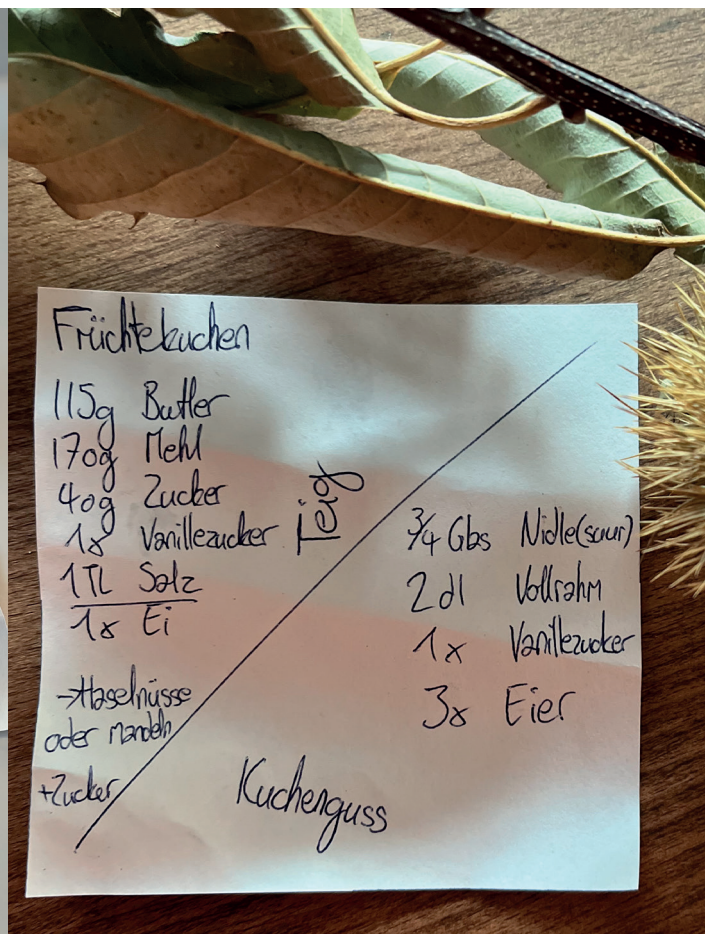 Früchtekuchen
115g Butter
170g Mehl
40g Zucker
1x Vanillezucker
1TL Salz
1x Ei
Teig
→Haselnüsse
oder Mandeln
+Zucker
3/4 Gbs Nidle(saur)
2dl Vollrahm
1x Vanillezucker
3x Eier
Kuchenguss